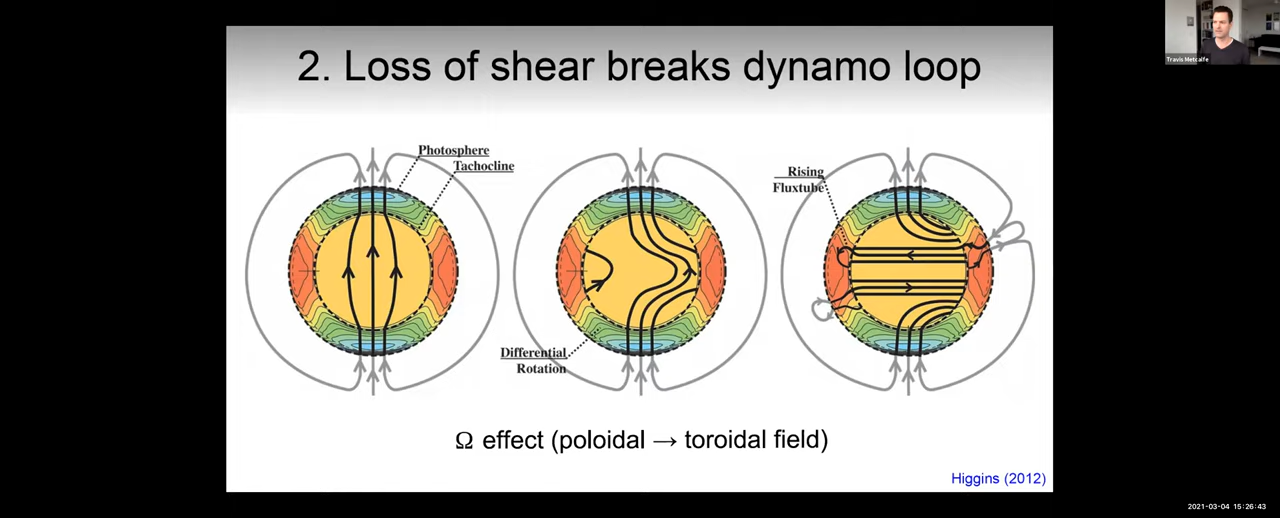 2. Loss of shear breaks dynamo loop
Photosphere
Tachocline
Differential
Rotation
Rising
Fluxtube
Ω effect (poloidal → toroidal field)
Higgins (2012)
Travis Metcalfe
2021-03-04 15:26:43